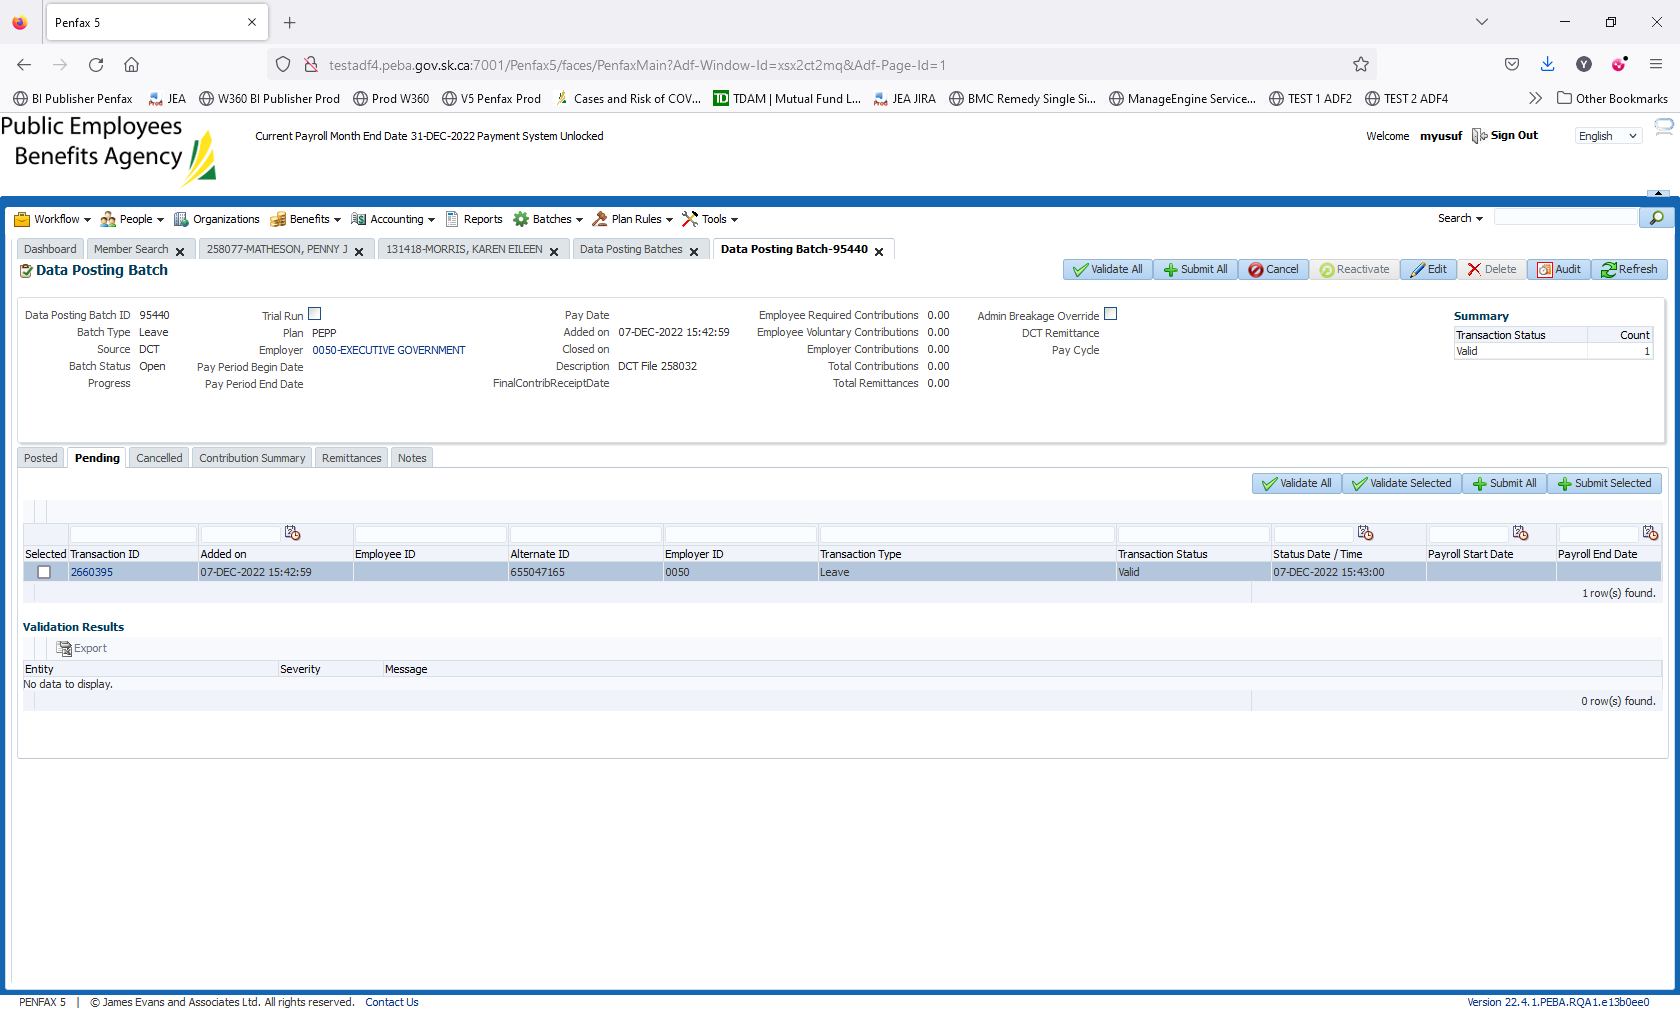 Penfax 5
testadf4.peba.gov.sk.ca:7001/Penfax5/faces/PenfaxMain?Adf-Window-Id=xsx2ct2mq&Adf-Page-Id=1
BI Publisher Penfax JEA W360 BI Publisher Prod Prod W360 V5 Penfax Prod Cases and Risk of COV... TD TDAM | Mutual Fund L... JEA JIRA BMC Remedy Single Si... ManageEngine Service... TEST 1 ADF2 TEST 2 ADF4 Other Bookmarks
Public Employees
Benefits Agency
Current Payroll Month End Date 31-DEC-2022 Payment System Unlocked
Welcome myusuf Sign Out English
Workflow People Organizations Benefits Accounting Reports Batches Plan Rules Tools Search
Dashboard Member Search 258077-MATHESON, PENNY J 131418-MORRIS, KAREN EILEEN Data Posting Batches Data Posting Batch-95440
Data Posting Batch
Validate All Submit All Cancel Reactivate Edit Delete Audit Refresh
Data Posting Batch ID 95440
Batch Type Leave
Source DCT
Batch Status Open
Progress
Trial Run
Plan PEPP
Employer 0050-EXECUTIVE GOVERNMENT
Pay Period Begin Date
Pay Period End Date
Pay Date
Added on 07-DEC-2022 15:42:59
Closed on
Description DCT File 258032
FinalContribReceiptDate
Employee Required Contributions 0.00
Employee Voluntary Contributions 0.00
Employer Contributions 0.00
Total Contributions 0.00
Total Remittances 0.00
Admin Breakage Override
DCT Remittance
Pay Cycle
Summary
Transaction Status Count
Valid 1
Posted Pending Cancelled Contribution Summary Remittances Notes
Validate All Validate Selected Submit All Submit Selected
Selected Transaction ID Added on Employee ID Alternate ID Employer ID Transaction Type Transaction Status Status Date / Time Payroll Start Date Payroll End Date
2660395 07-DEC-2022 15:42:59 655047165 0050 Leave Valid 07-DEC-2022 15:43:00
1 row(s) found.
Validation Results
Export
Entity Severity Message
No data to display.
0 row(s) found.
PENFAX 5 | © James Evans and Associates Ltd. All rights reserved. Contact Us
Version 22.4.1.PEBA.RQA1.e13b0ee0